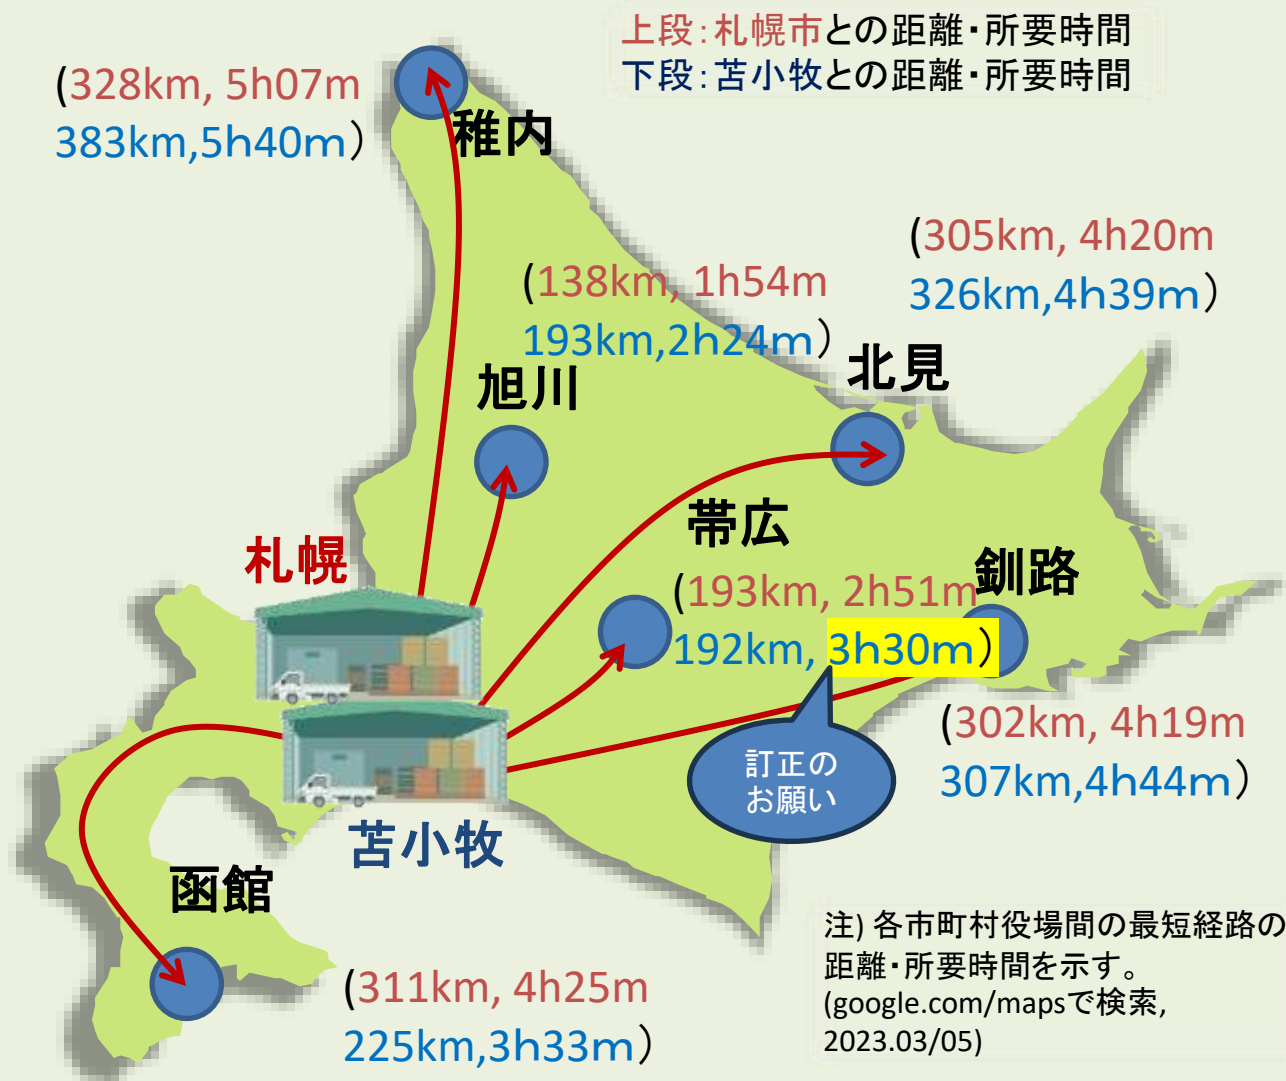 上段：札幌市との距離・所要時間
下段：苫小牧との距離・所要時間
(328km, 5h07m
383km,5h40ｍ）
稚内
(305km, 4h20m
326km,4h39ｍ）
(138km, 1h54m
193km,2h24ｍ）
北見
旭川
帯広
札幌
釧路
(193km, 2h51m
192km, 3h30ｍ）
(302km, 4h19m
307km,4h44ｍ）
訂正の
お願い
苫小牧
函館
(311km, 4h25m
225km,3h33ｍ）
注) 各市町村役場間の最短経路の
距離・所要時間を示す。
(google.com/mapsで検索,
2023.03/05)